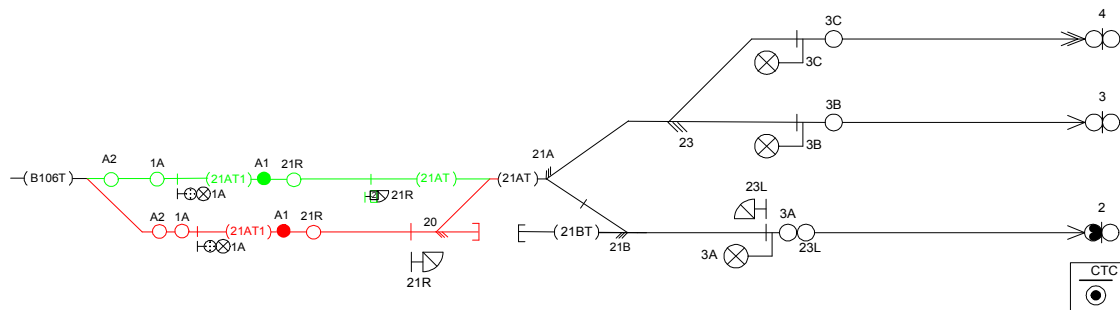 4
3C
3C
3
3B
23
3B
21A
A2
1A
(21AT1)
A1
21R
(21AT)
(B106T)
(21AT)
1A
2
21R
23L
A2
1A
(21AT1)
A1
21R
20
(21BT)
21B
3A
23L
2
1A
3A
21R
CTC